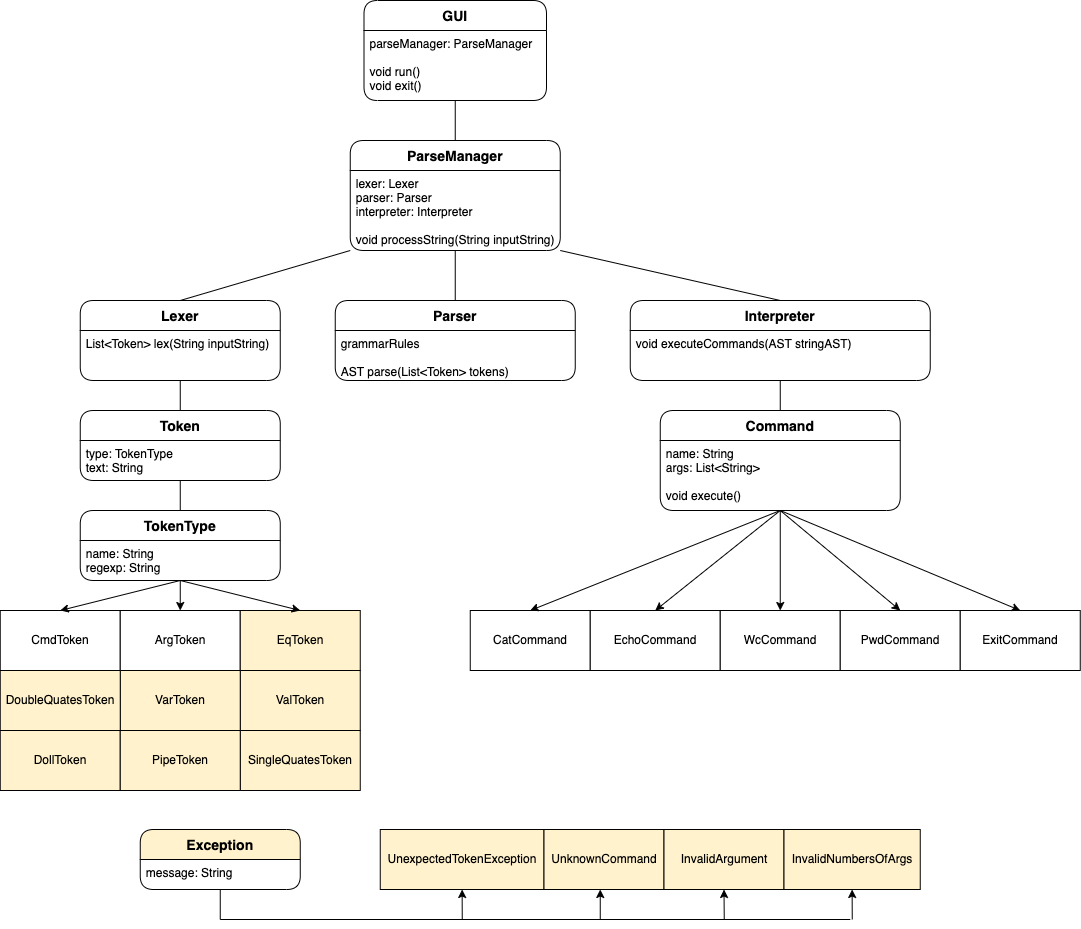 GUI
parseManager: ParseManager
void run()
void exit()
ParseManager
lexer: Lexer
parser: Parser
interpreter: Interpreter
void processString(String inputString)
Lexer
List<Token> lex(String inputString)
Parser
grammarRules
AST parse(List<Token> tokens)
Interpreter
void executeCommands(AST stringAST)
Token
type: TokenType
text: String
Command
name: String
args: List<String>
void execute()
TokenType
name: String
regexp: String
CmdToken
ArgToken
EqToken
DoubleQuatesToken
VarToken
ValToken
DollToken
PipeToken
SingleQuatesToken
CatCommand
EchoCommand
WcCommand
PwdCommand
ExitCommand
Exception
message: String
UnexpectedTokenException
UnknownCommand
InvalidArgument
InvalidNumbersOfArgs